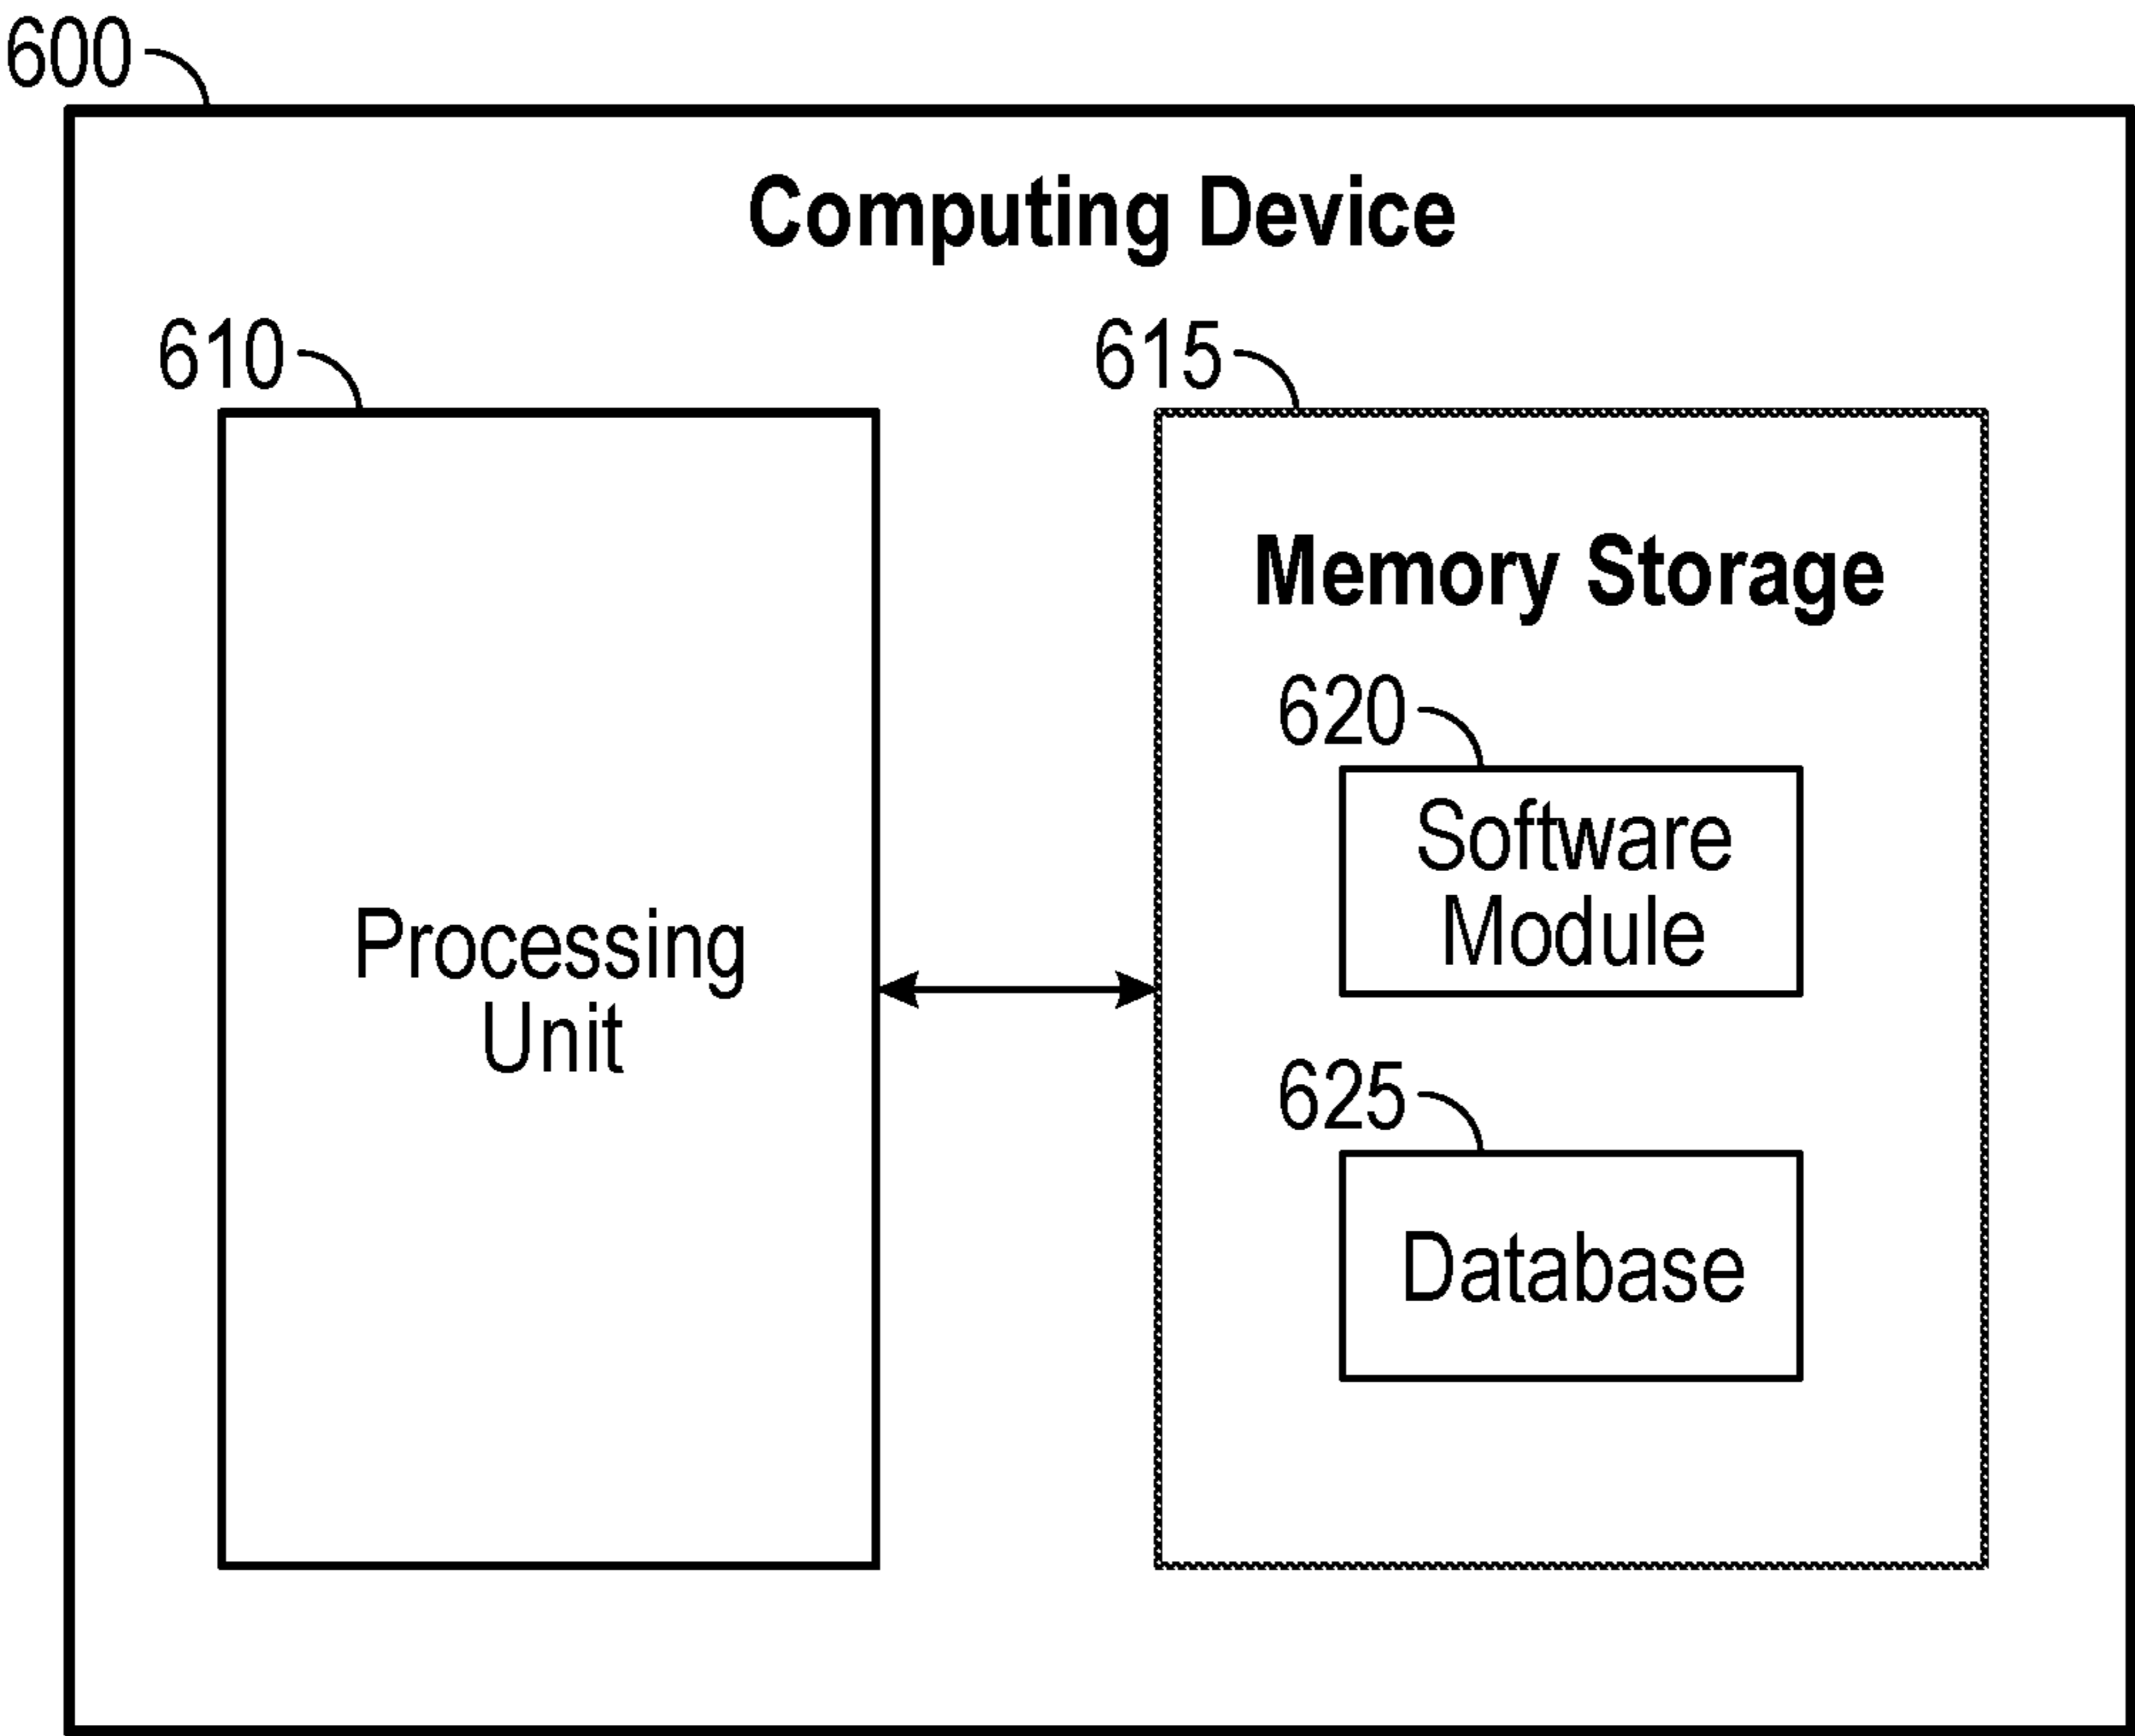 600
Computing Device
610
615
Memory Storage
620
Software
Module
Processing
Unit
625
Database